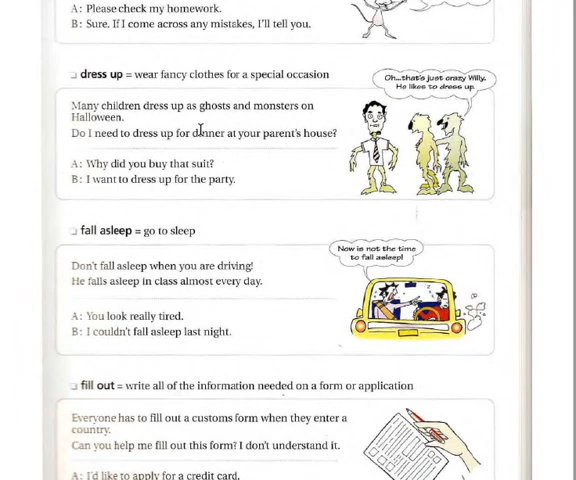 A: Please check my homework.
B: Sure. If I come across any mistakes, I'll tell you.
dress up = wear fancy clothes for a special occasion
Oh...that's just crazy Willy.
He likes to dress up.
Many children dress up as ghosts and monsters on
Halloween.
Do I need to dress up for dinner at your parent's house?
A: Why did you buy that suit?
B: I want to dress up for the party.
fall asleep = go to sleep
Now is not the time
to fall asleep!
Don't fall asleep when you are driving!
He falls asleep in class almost every day.
A: You look really tired.
B: I couldn't fall asleep last night.
fill out = write all of the information needed on a form or application
Everyone has to fill out a customs form when they enter a
country.
Can you help me fill out this form? I don't understand it.
A: I'd like to apply for a credit card.